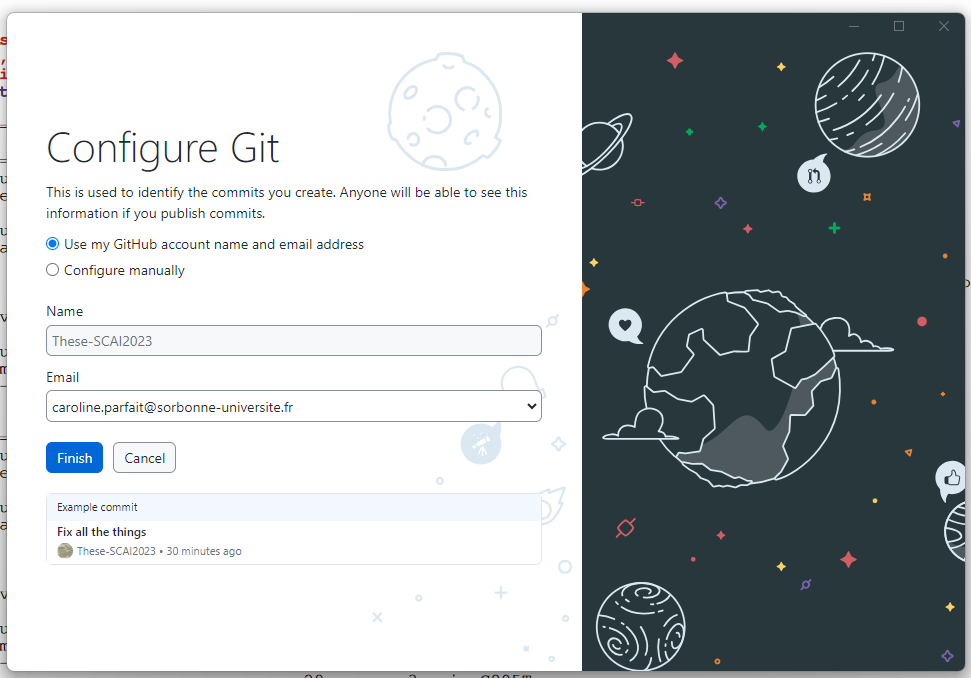 Configure Git
This is used to identify the commits you create. Anyone will be able to see this
information if you publish commits.
Use my GitHub account name and email address
Configure manually
Name
These-SCAI2023
Email
caroline.parfait@sorbonne-universite.fr
Finish
Cancel
Example commit
Fix all the things
These-SCAI2023 • 30 minutes ago